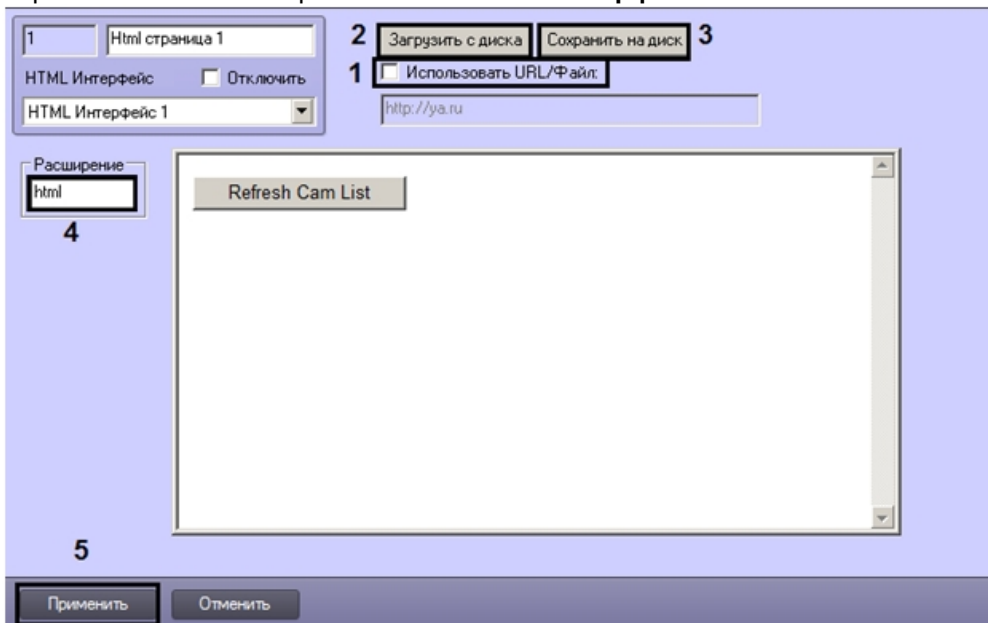 1
Html страница 1
HTML Интерфейс
Отключить
HTML Интерфейс 1
2
Загрузить с диска
Сохранить на диск
3
1
Использовать URL/Файл:
http://ya.ru
Расширение
html
4
Refresh Cam List
5
Применить
Отменить